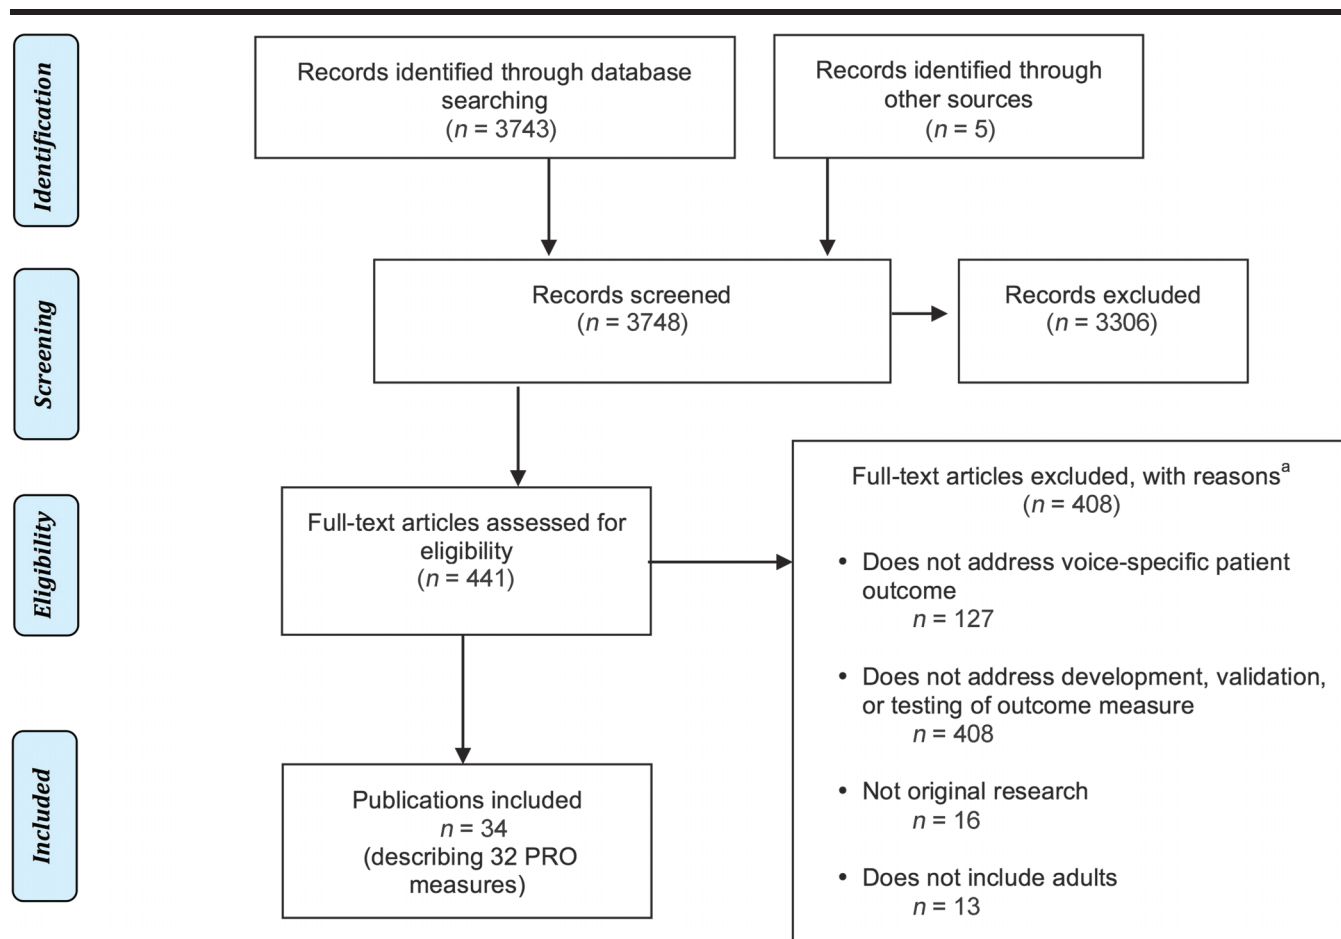 Identification
Records identified through database
searching
(n = 3743)
Records identified through
other sources
(n = 5)
Screening
Records screened
(n = 3748)
Records excluded
(n = 3306)
Eligibility
Full-text articles assessed for
eligibility
(n = 441)
Full-text articles excluded, with reasonsᵃ
(n = 408)
• Does not address voice-specific patient
outcome
n = 127
• Does not address development, validation,
or testing of outcome measure
n = 408
• Not original research
n = 16
• Does not include adults
n = 13
Included
Publications included
n = 34
(describing 32 PRO
measures)